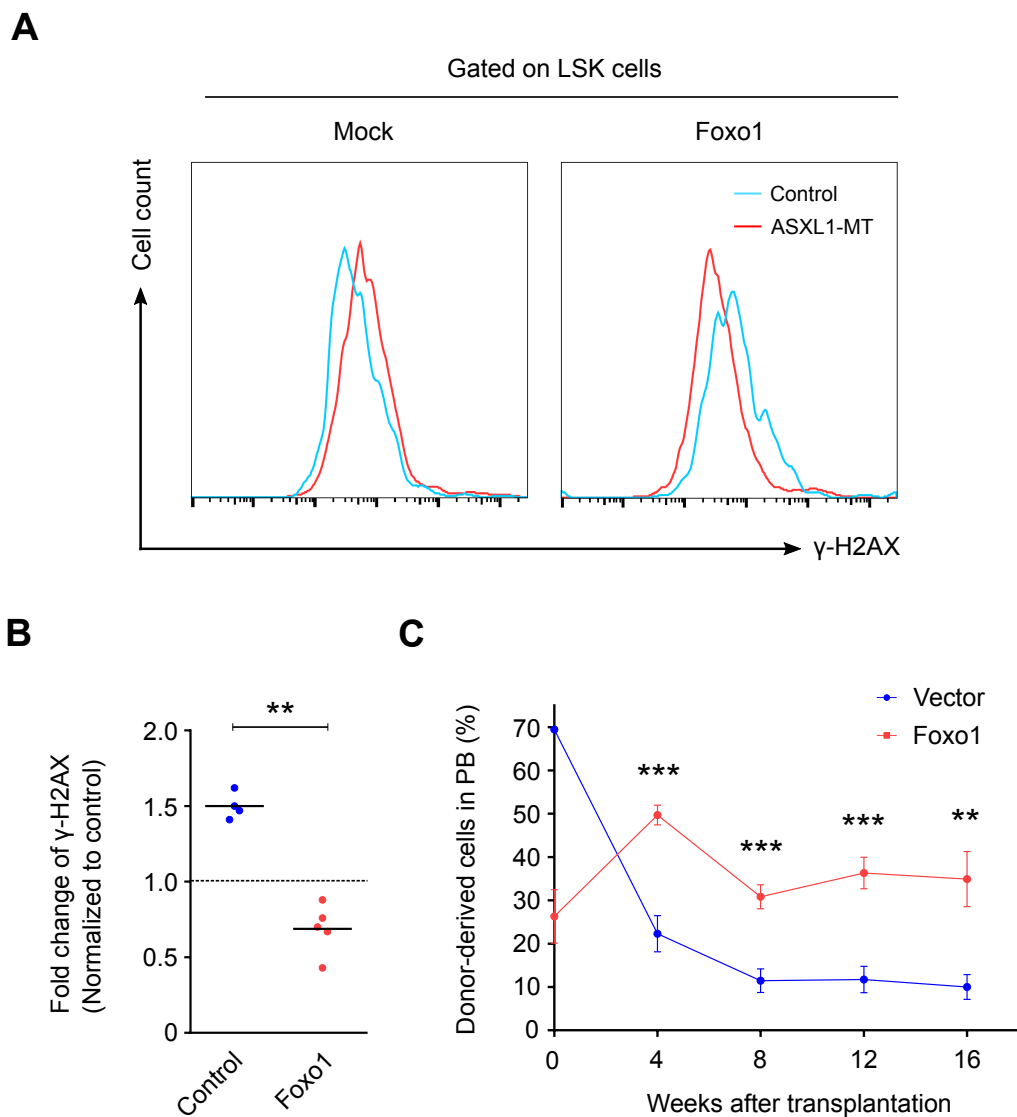 A
Gated on LSK cells
Mock
Foxo1
Cell count
Control
ASXL1-MT
γ-H2AX
B
**
Fold change of γ-H2AX
(Normalized to control)
2.0
1.5
1.0
0.5
0
Control
Foxo1
C
Vector
Foxo1
Donor-derived cells in PB (%)
70
60
50
40
30
20
10
0
***
***
***
**
0 4 8 12 16
Weeks after transplantation